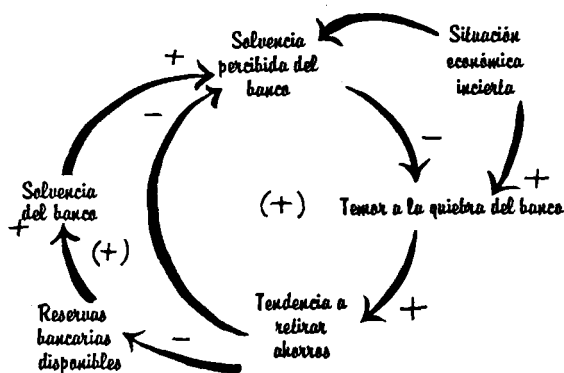 Solvencia
percibida del
banco
Situación
económica
incierta
+
-
-
+
Solvencia
del banco
+
(+)
(+)
Temor a la quiebra del banco
Reservas
bancarias
disponibles
-
Tendencia a
retirar
ahorros
+